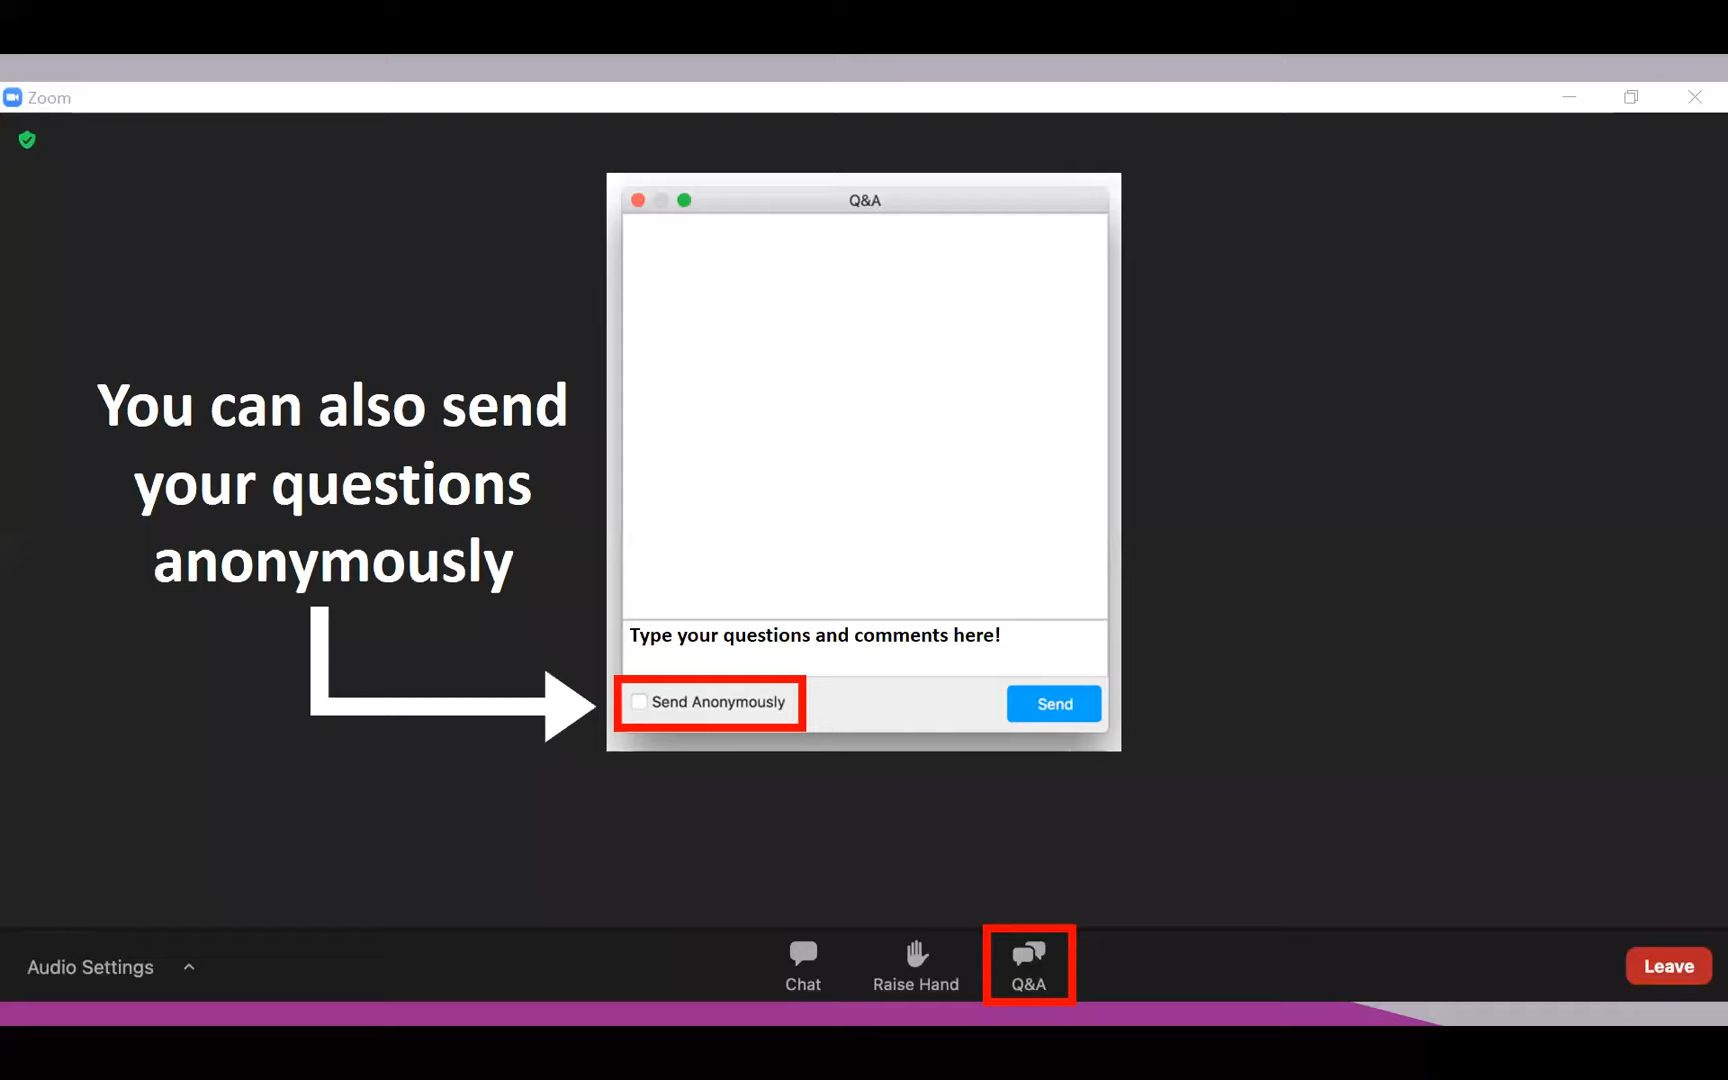 Zoom
Q&A
You can also send
your questions
anonymously
Type your questions and comments here!
Send Anonymously
Send
Audio Settings
Chat
Raise Hand
Q&A
Leave